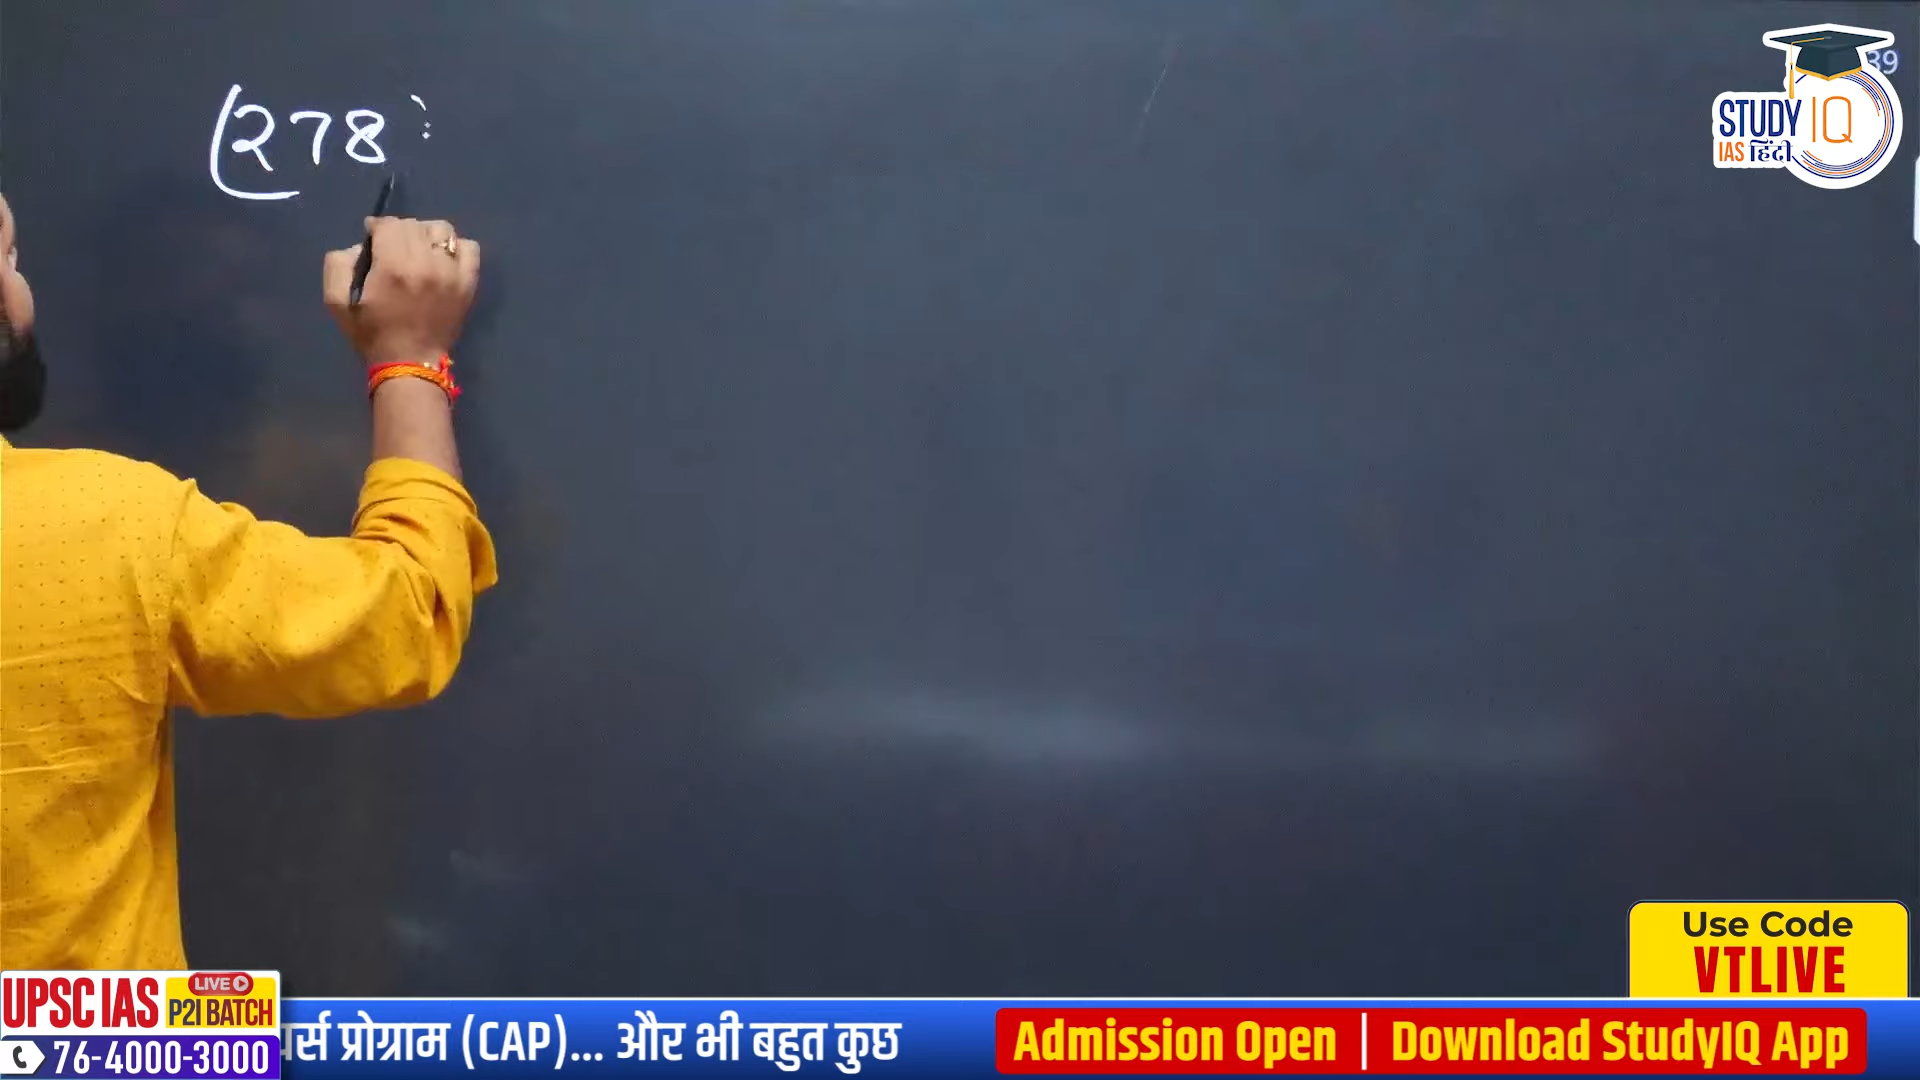 278
39
STUDY IQ
IAS हिंदी
Use Code
VTLIVE
UPSC IAS LIVE
P2I BATCH
76-4000-3000
र्स प्रोग्राम (CAP)... और भी बहुत कुछ
Admission Open | Download StudyIQ App